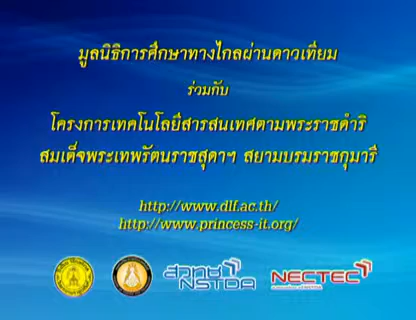 มูลนิธิการศึกษาทางไกลผ่านดาวเทียม
ร่วมกับ
โครงการเทคโนโลยีสารสนเทศตามพระราชดำริ
สมเด็จพระเทพรัตนราชสุดาฯ สยามบรมราชกุมารี
http://www.dlf.ac.th/
http://www.princess-it.org/
สวทช
NSTDA
NECTEC